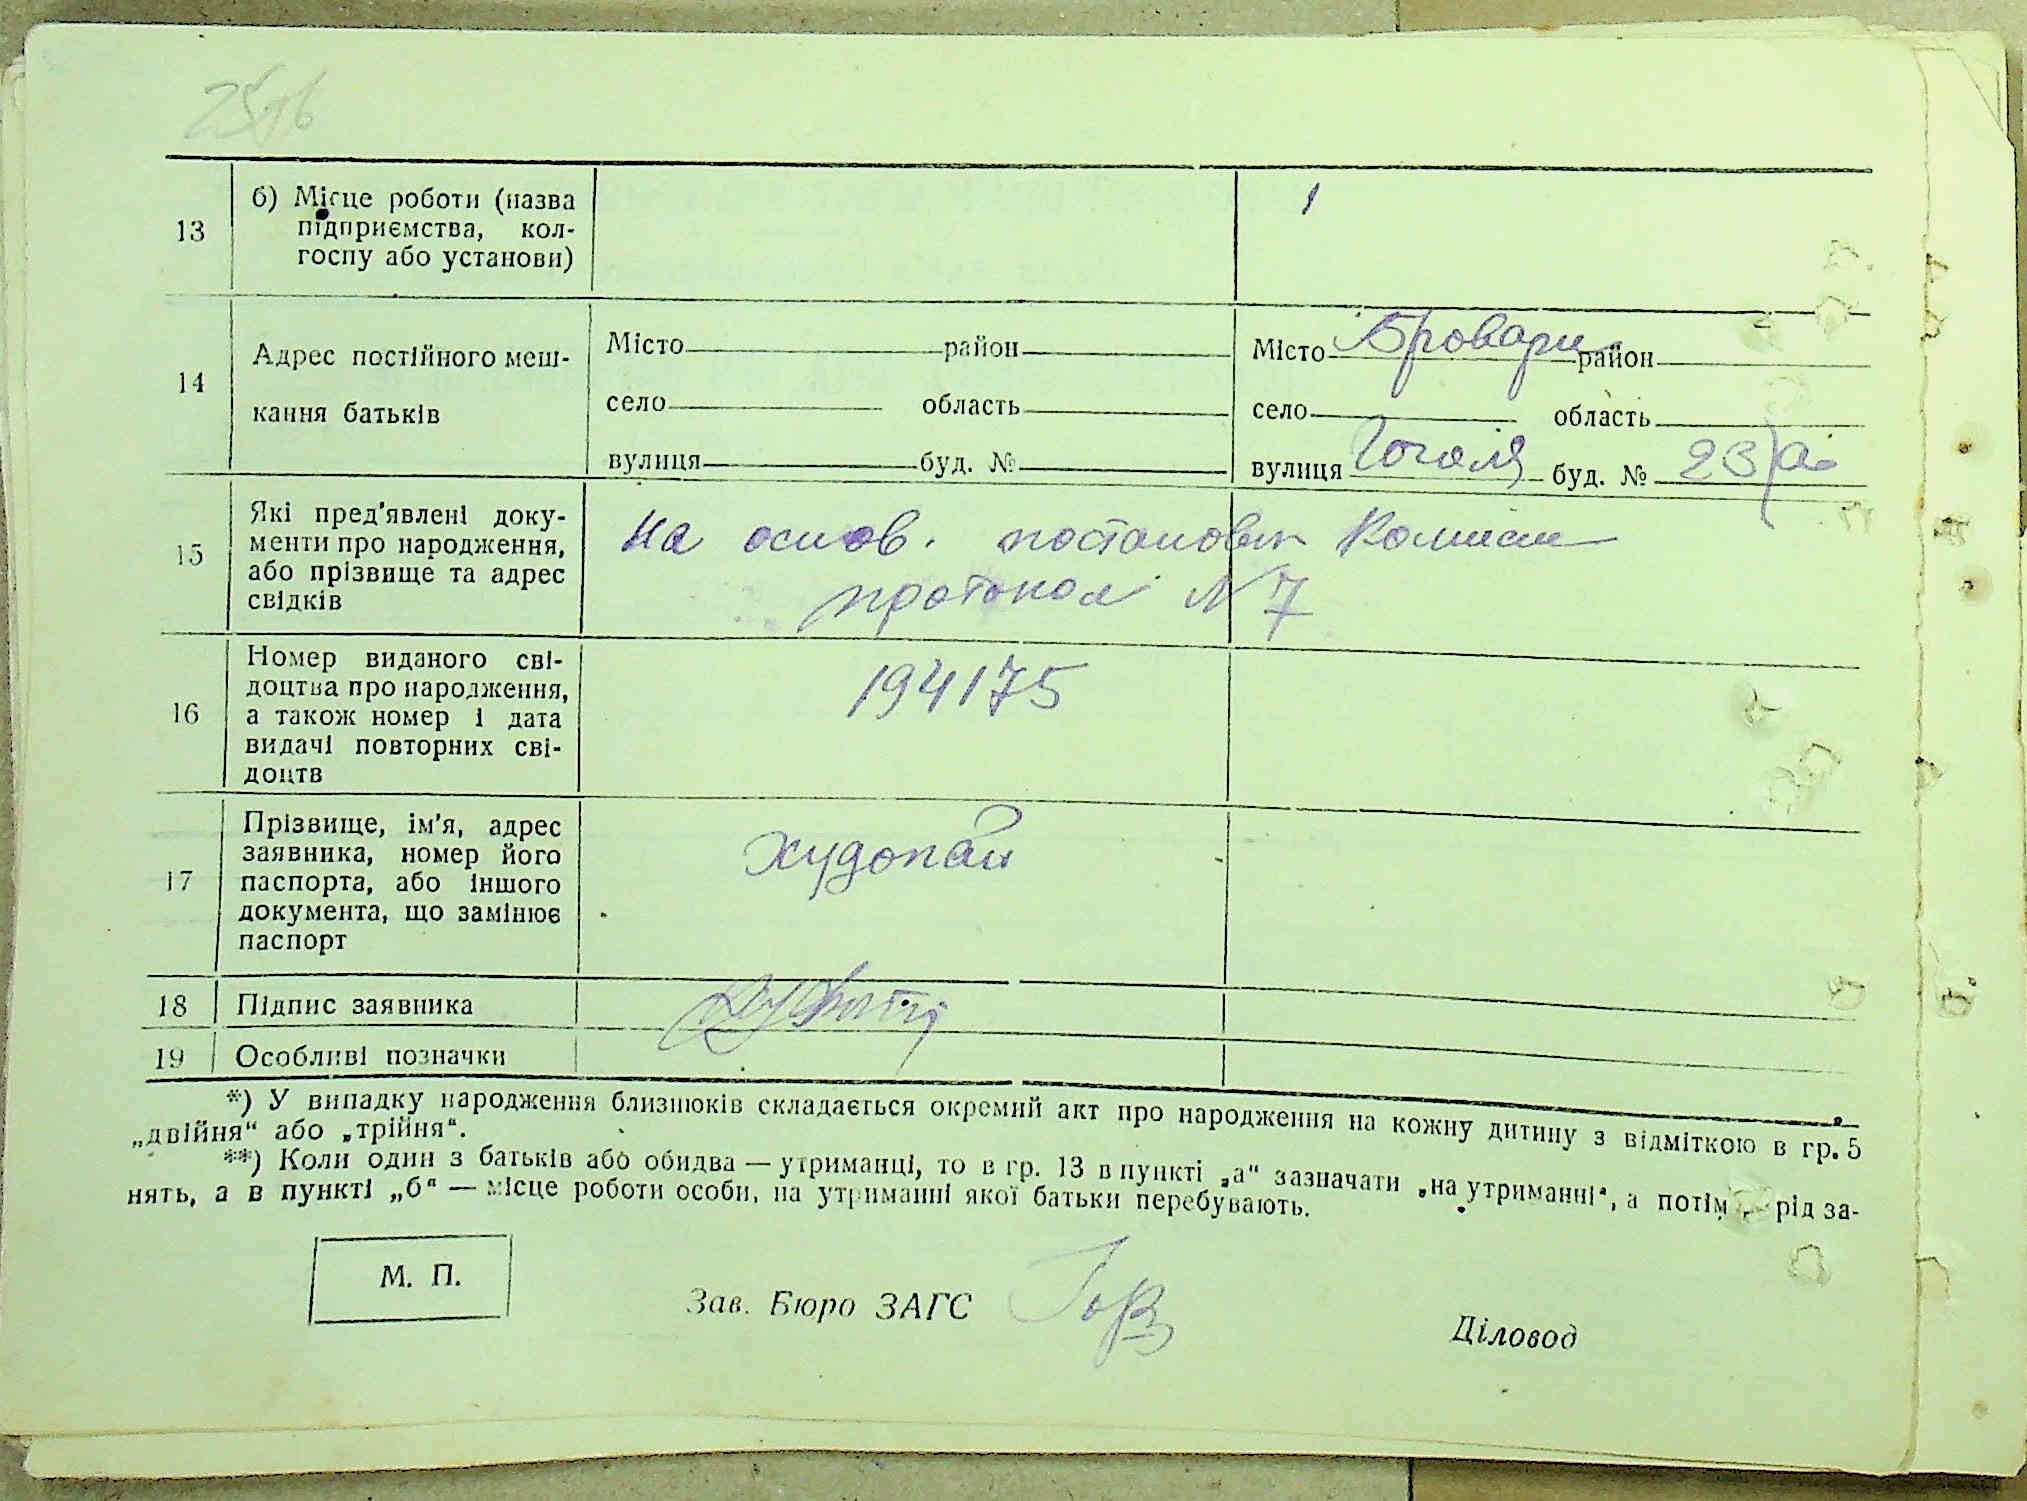 13
б) Місце роботи (назва
підприємства, кол-
госпу або установи)
14
Адрес постійного меш-
кання батьків
Місто район
село область
вулиця буд. №
Місто Бровари район
село область
вулиця Гоголя буд. № 23 а
15
Які пред'явлені доку-
менти про народження,
або прізвище та адрес
свідків
На основ. постанови Комисии
протокол N 7
16
Номер виданого сві-
доцтва про народження,
а також номер і дата
видачі повторних сві-
доцтв
194175
17
Прізвище, ім'я, адрес
заявника, номер його
паспорта, або іншого
документа, що замінює
паспорт
Худопай
18
Підпис заявника
19
Особливі позначки
*) У випадку народження близнюків складається окремий акт про народження на кожну дитину з відміткою в гр. 5
„двійня“ або „трійня“.
**) Коли один з батьків або обидва — утриманці, то в гр. 13 в пункті „а“ зазначати „на утриманні“, а потім рід за-
нять, а в пункті „б“ — місце роботи особи, на утриманні якої батьки перебувають.
М. П.
Зав. Бюро ЗАГС
Діловод